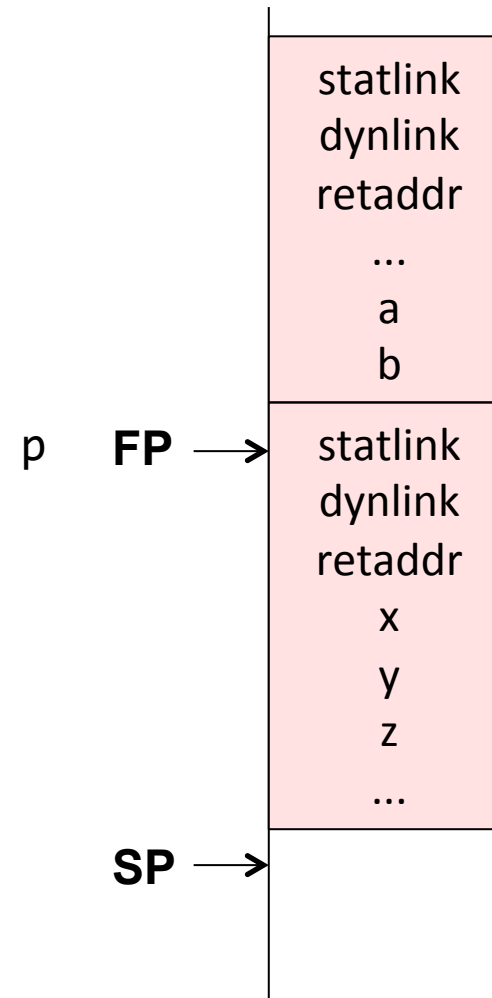 statlink
dynlink
retaddr
...
a
b
p FP statlink
dynlink
retaddr
x
y
z
...
SP